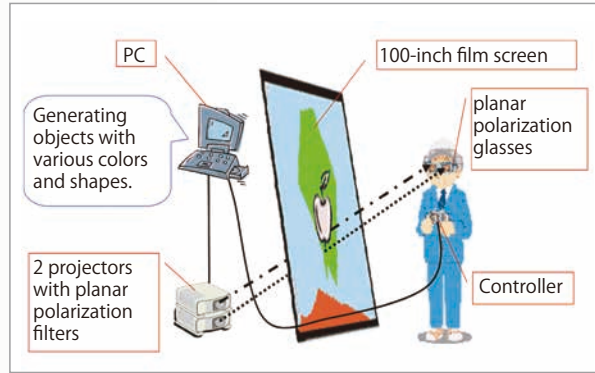 PC
100-inch film screen
Generating
objects with
various colors
and shapes.
planar
polarization
glasses
2 projectors
with planar
polarization
filters
Controller